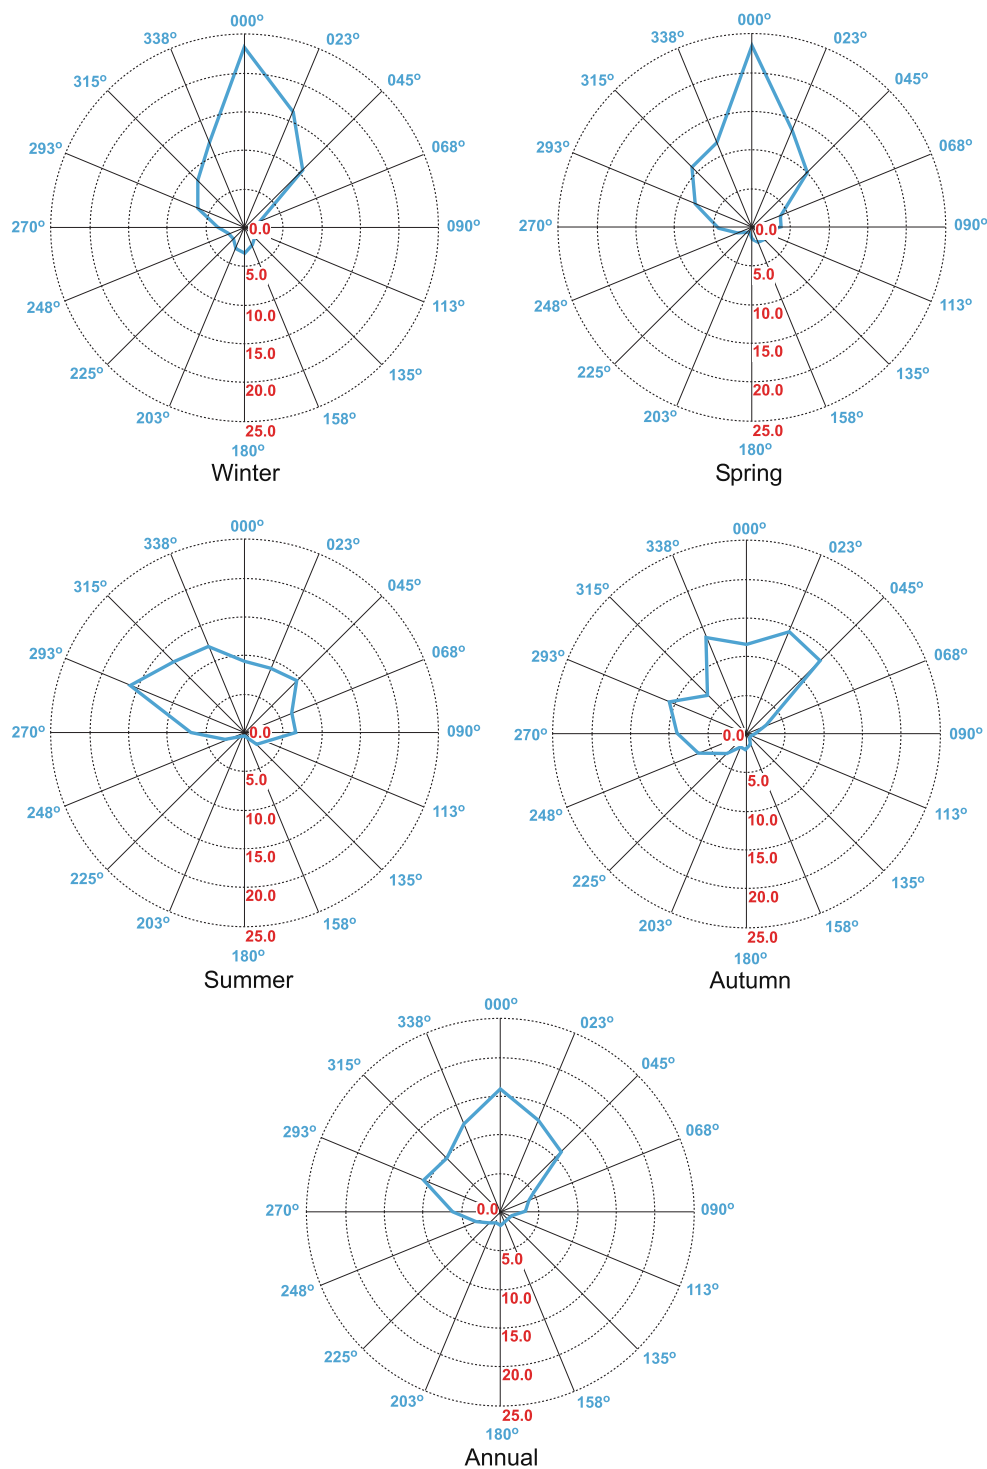 000º
338º 023º
315º 045º
293º 068º
270º 0.0 090º
5.0
248º 113º
10.0
15.0
225º 135º
20.0
203º 158º
25.0
180º
Winter
000º
338º 023º
315º 045º
293º 068º
270º 0.0 090º
5.0
248º 113º
10.0
15.0
225º 135º
20.0
203º 158º
25.0
180º
Spring
000º
338º 023º
315º 045º
293º 068º
270º 0.0 090º
5.0
248º 113º
10.0
15.0
225º 135º
20.0
203º 158º
25.0
180º
Summer
000º
338º 023º
315º 045º
293º 068º
270º 0.0 090º
5.0
248º 113º
10.0
15.0
225º 135º
20.0
203º 158º
25.0
180º
Autumn
000º
338º 023º
315º 045º
293º 068º
270º 0.0 090º
5.0
248º 113º
10.0
15.0
225º 135º
20.0
203º 158º
25.0
180º
Annual